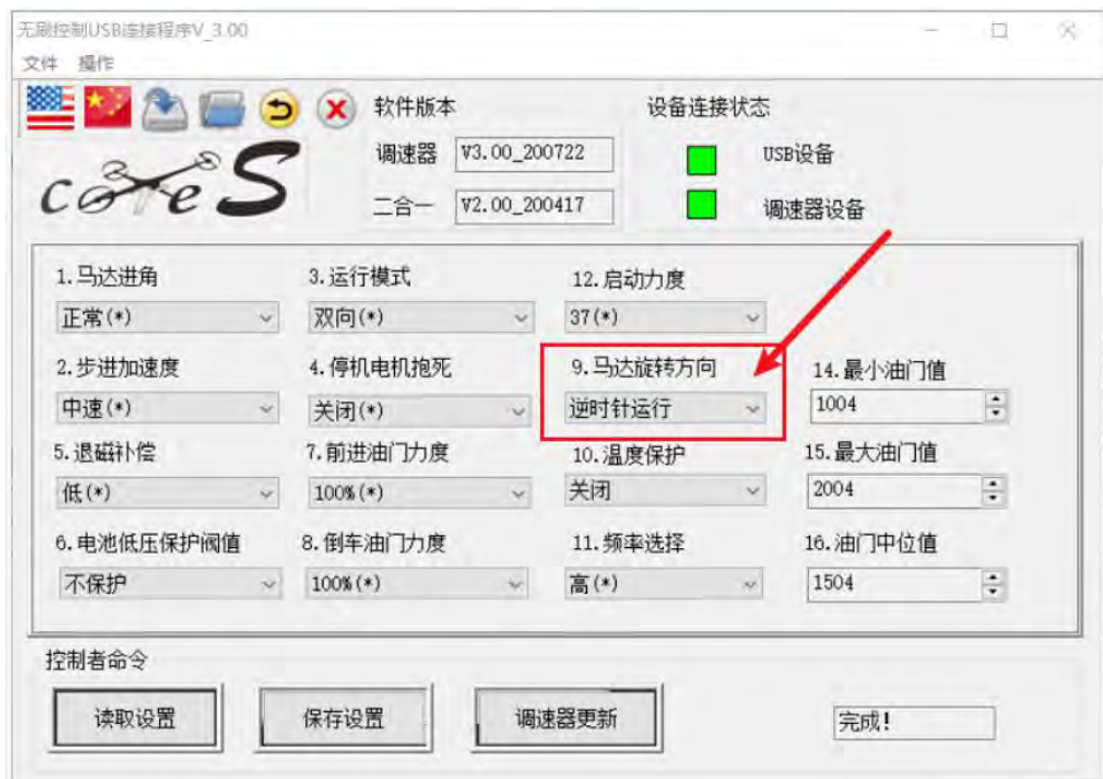 无刷控制USB连接程序V_3.00
文件 操作
软件版本 设备连接状态
调速器 V3.00_200722 USB设备
二合一 V2.00_200417 调速器设备
coreS
1.马达进角 3.运行模式 12.启动力度
正常(*) 双向(*) 37(*)
2.步进加速度 4.停机电机抱死 9.马达旋转方向 14.最小油门值
中速(*) 关闭(*) 逆时针运行 1004
5.退磁补偿 7.前进油门力度 10.温度保护 15.最大油门值
低(*) 100%(*) 关闭 2004
6.电池低压保护阀值 8.倒车油门力度 11.频率选择 16.油门中位值
不保护 100%(*) 高(*) 1504
控制者命令
读取设置 保存设置 调速器更新 完成!